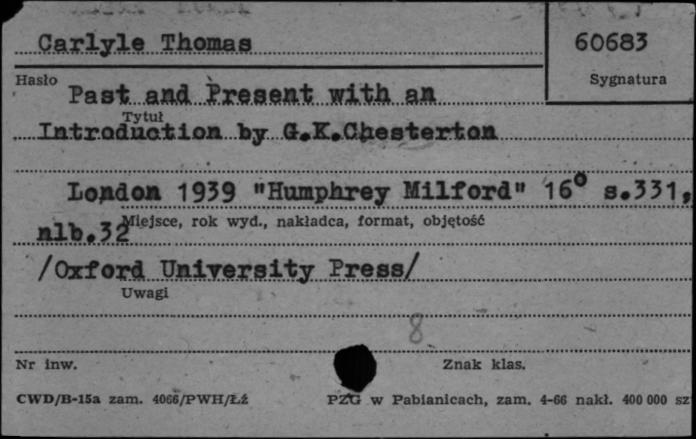 Carlyle Thomas
60683
Hasło
Sygnatura
Past and Present with an
Tytuł
Introduction by G.K.Chesterton
London 1939 "Humphrey Milford" 16° s.331,
Miejsce, rok wyd., nakładca, format, objętość
nlb.32
/Oxford University Press/
Uwagi
8
Nr inw.
Znak klas.
CWD/B-15a zam. 4066/PWH/Łź
PZG w Pabianicach, zam. 4-66 nakł. 400 000 sz